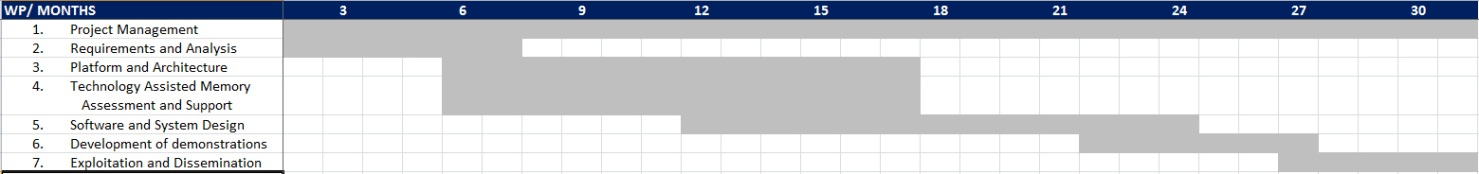 WP/ MONTHS 3 6 9 12 15 18 21 24 27 30
1. Project Management
2. Requirements and Analysis
3. Platform and Architecture
4. Technology Assisted Memory
Assessment and Support
5. Software and System Design
6. Development of demonstrations
7. Exploitation and Dissemination